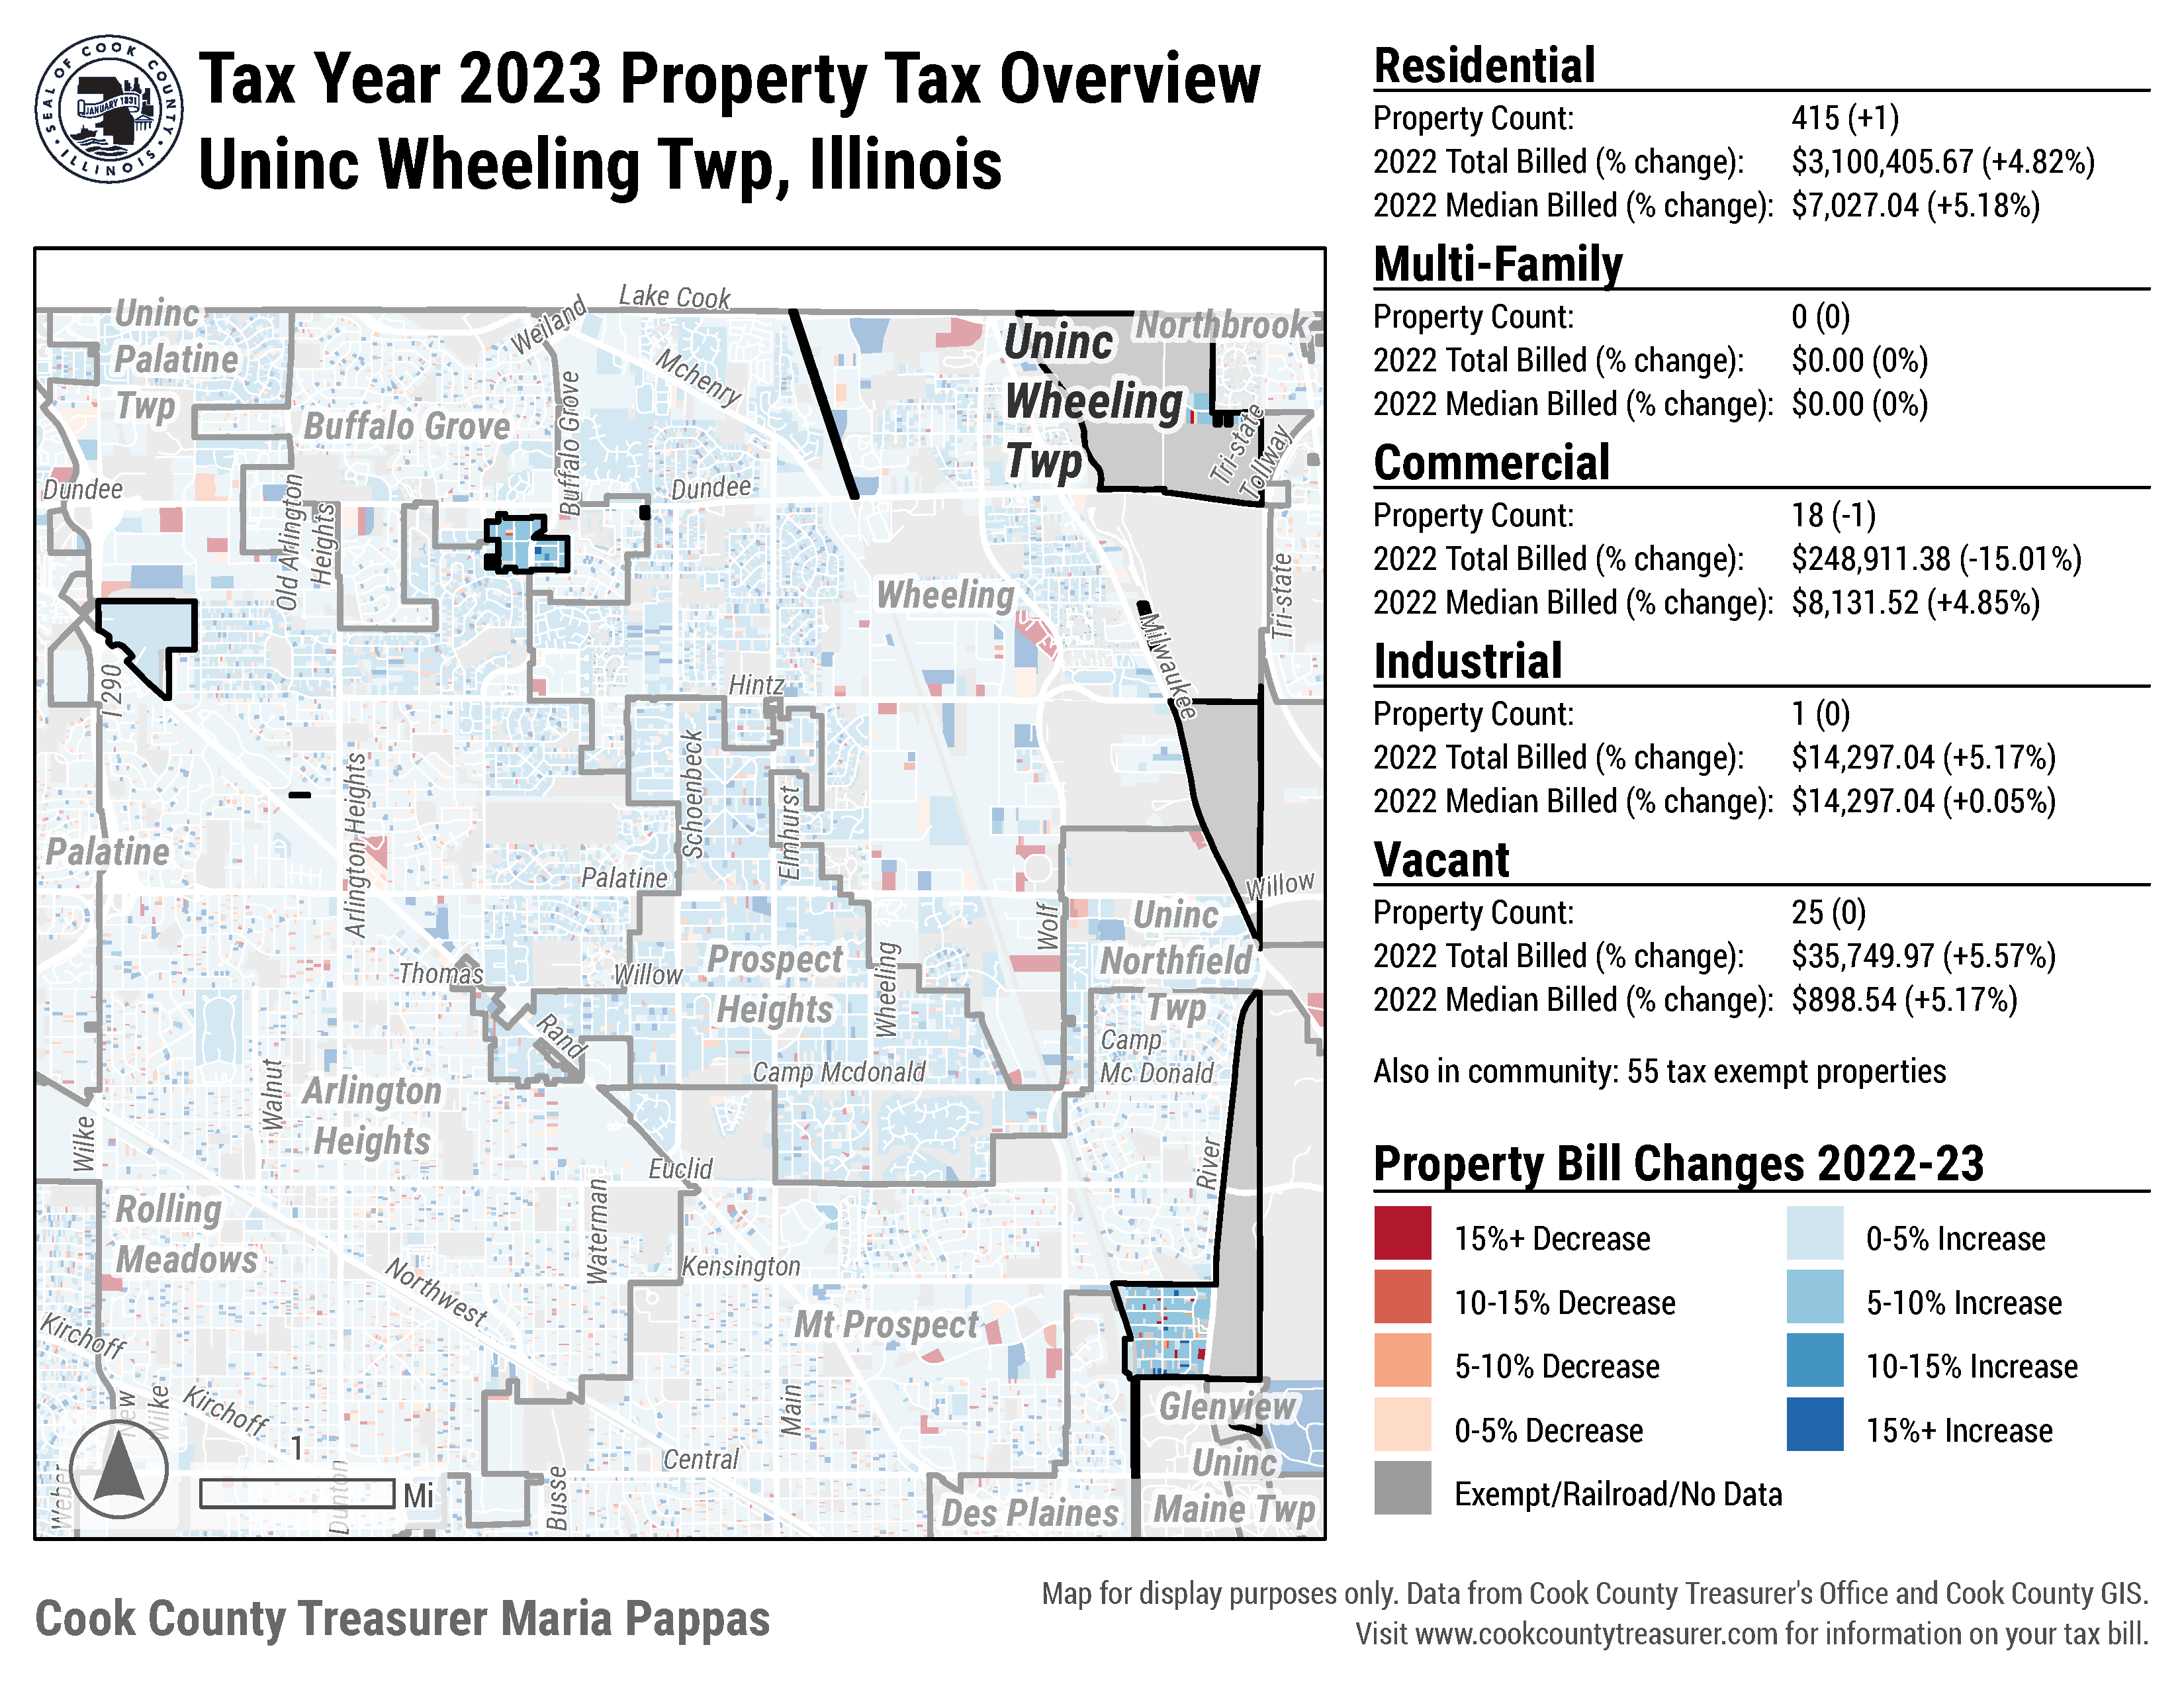 SEAL OF COOK COUNTY
JANUARY 1831
• ILLINOIS •
Tax Year 2023 Property Tax Overview
Uninc Wheeling Twp, Illinois
Residential
Property Count: 415 (+1)
2022 Total Billed (% change): $3,100,405.67 (+4.82%)
2022 Median Billed (% change): $7,027.04 (+5.18%)
Multi-Family
Property Count: 0 (0)
2022 Total Billed (% change): $0.00 (0%)
2022 Median Billed (% change): $0.00 (0%)
Commercial
Property Count: 18 (-1)
2022 Total Billed (% change): $248,911.38 (-15.01%)
2022 Median Billed (% change): $8,131.52 (+4.85%)
Industrial
Property Count: 1 (0)
2022 Total Billed (% change): $14,297.04 (+5.17%)
2022 Median Billed (% change): $14,297.04 (+0.05%)
Vacant
Property Count: 25 (0)
2022 Total Billed (% change): $35,749.97 (+5.57%)
2022 Median Billed (% change): $898.54 (+5.17%)
Also in community: 55 tax exempt properties
Property Bill Changes 2022-23
15%+ Decrease
10-15% Decrease
5-10% Decrease
0-5% Decrease
Exempt/Railroad/No Data
0-5% Increase
5-10% Increase
10-15% Increase
15%+ Increase
Lake Cook
Uninc
Palatine
Twp
Weiland
Mchenry
Uninc
Wheeling
Twp
Northbrook
Buffalo Grove
Buffalo Grove
Tri-state
Tollway
Dundee
Dundee
Old Arlington
Heights
Wheeling
Tri-state
Milwaukee
I 290
Hintz
Schoenbeck
Elmhurst
Arlington Heights
Palatine
Palatine
Willow
Wolf
Uninc
Northfield
Twp
Prospect
Heights
Thomas
Willow
Wheeling
Rand
Camp
Mc Donald
Camp Mcdonald
Walnut
Arlington
Heights
Wilke
Euclid
River
Rolling
Meadows
Waterman
Kensington
Northwest
Mt Prospect
Kirchoff
New
Wilke
Kirchoff
Main
Glenview
Central
Uninc
Maine Twp
Weber
1
Mi
Dunton
Busse
Des Plaines
Cook County Treasurer Maria Pappas
Map for display purposes only. Data from Cook County Treasurer's Office and Cook County GIS.
Visit www.cookcountytreasurer.com for information on your tax bill.